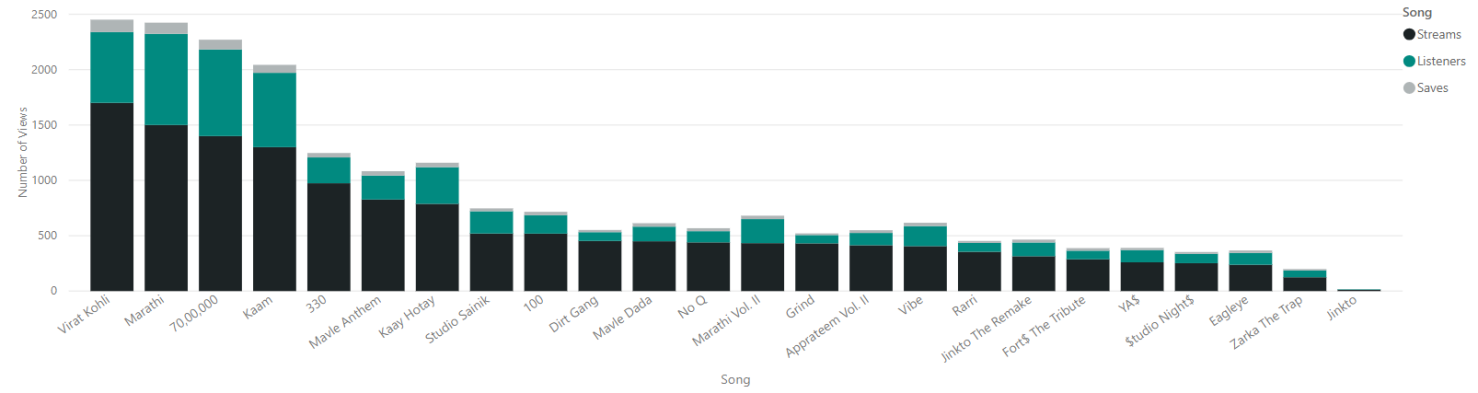 2500
2000
1500
1000
500
0
Number of Views
Virat Kohli
Marathi
70,00,000
Kaam
330
Mavle Anthem
Kaay Hotay
Studio Sainik
100
Dirt Gang
Mavle Dada
No Q
Marathi Vol. II
Grind
Apprateem Vol. II
Vibe
Rarri
Jinkto The Remake
Fort$ The Tribute
YA$
$tudio Night$
Eagleye
Zarka The Trap
Jinkto
Song
Song
Streams
Listeners
Saves